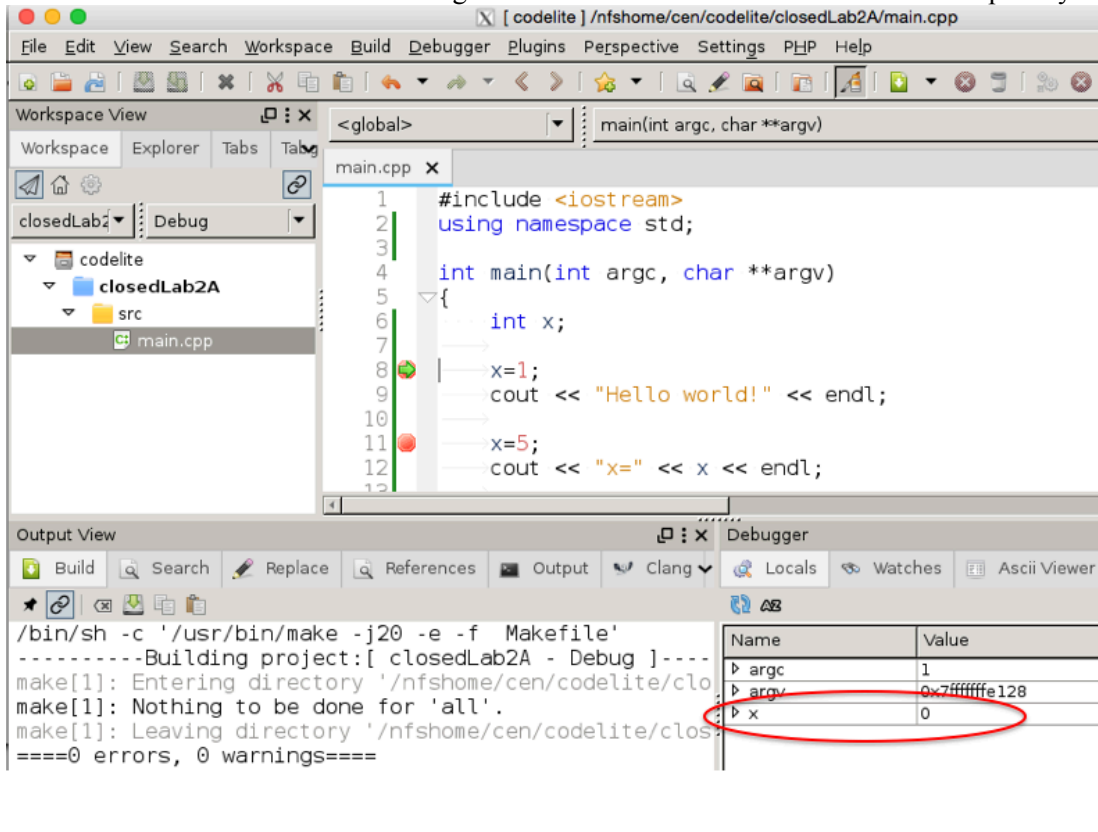 [ codelite ] /nfshome/cen/codelite/closedLab2A/main.cpp
File Edit View Search Workspace Build Debugger Plugins Perspective Settings PHP Help
Workspace View
Workspace Explorer Tabs
closedLab2 Debug
codelite
closedLab2A
src
main.cpp
<global> main(int argc, char **argv)
main.cpp
1 #include <iostream>
2 using namespace std;
3
4 int main(int argc, char **argv)
5 {
6 int x;
7
8 x=1;
9 cout << "Hello world!" << endl;
10
11 x=5;
12 cout << "x=" << x << endl;
13
Output View
Build Search Replace References Output Clang
/bin/sh -c '/usr/bin/make -j20 -e -f Makefile'
----------Building project:[ closedLab2A - Debug ]----
make[1]: Entering directory '/nfshome/cen/codelite/clo
make[1]: Nothing to be done for 'all'.
make[1]: Leaving directory '/nfshome/cen/codelite/clos
====0 errors, 0 warnings====
Debugger
Locals Watches Ascii Viewer
Name Value
argc 1
argv 0x7fffffffe128
x 0